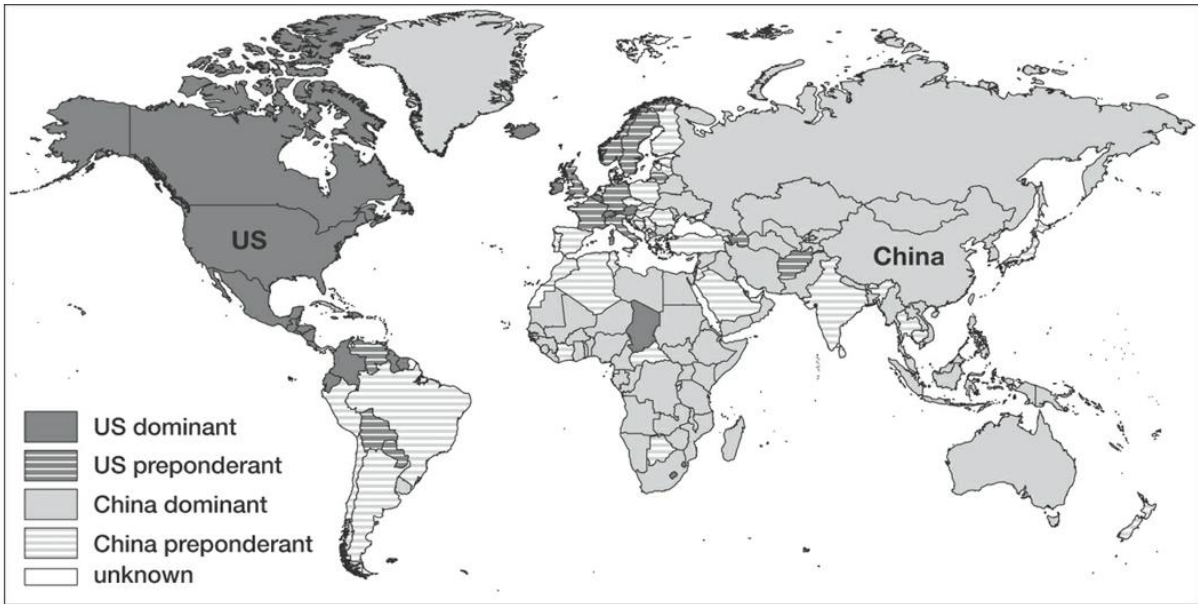 US
China
US dominant
US preponderant
China dominant
China preponderant
unknown